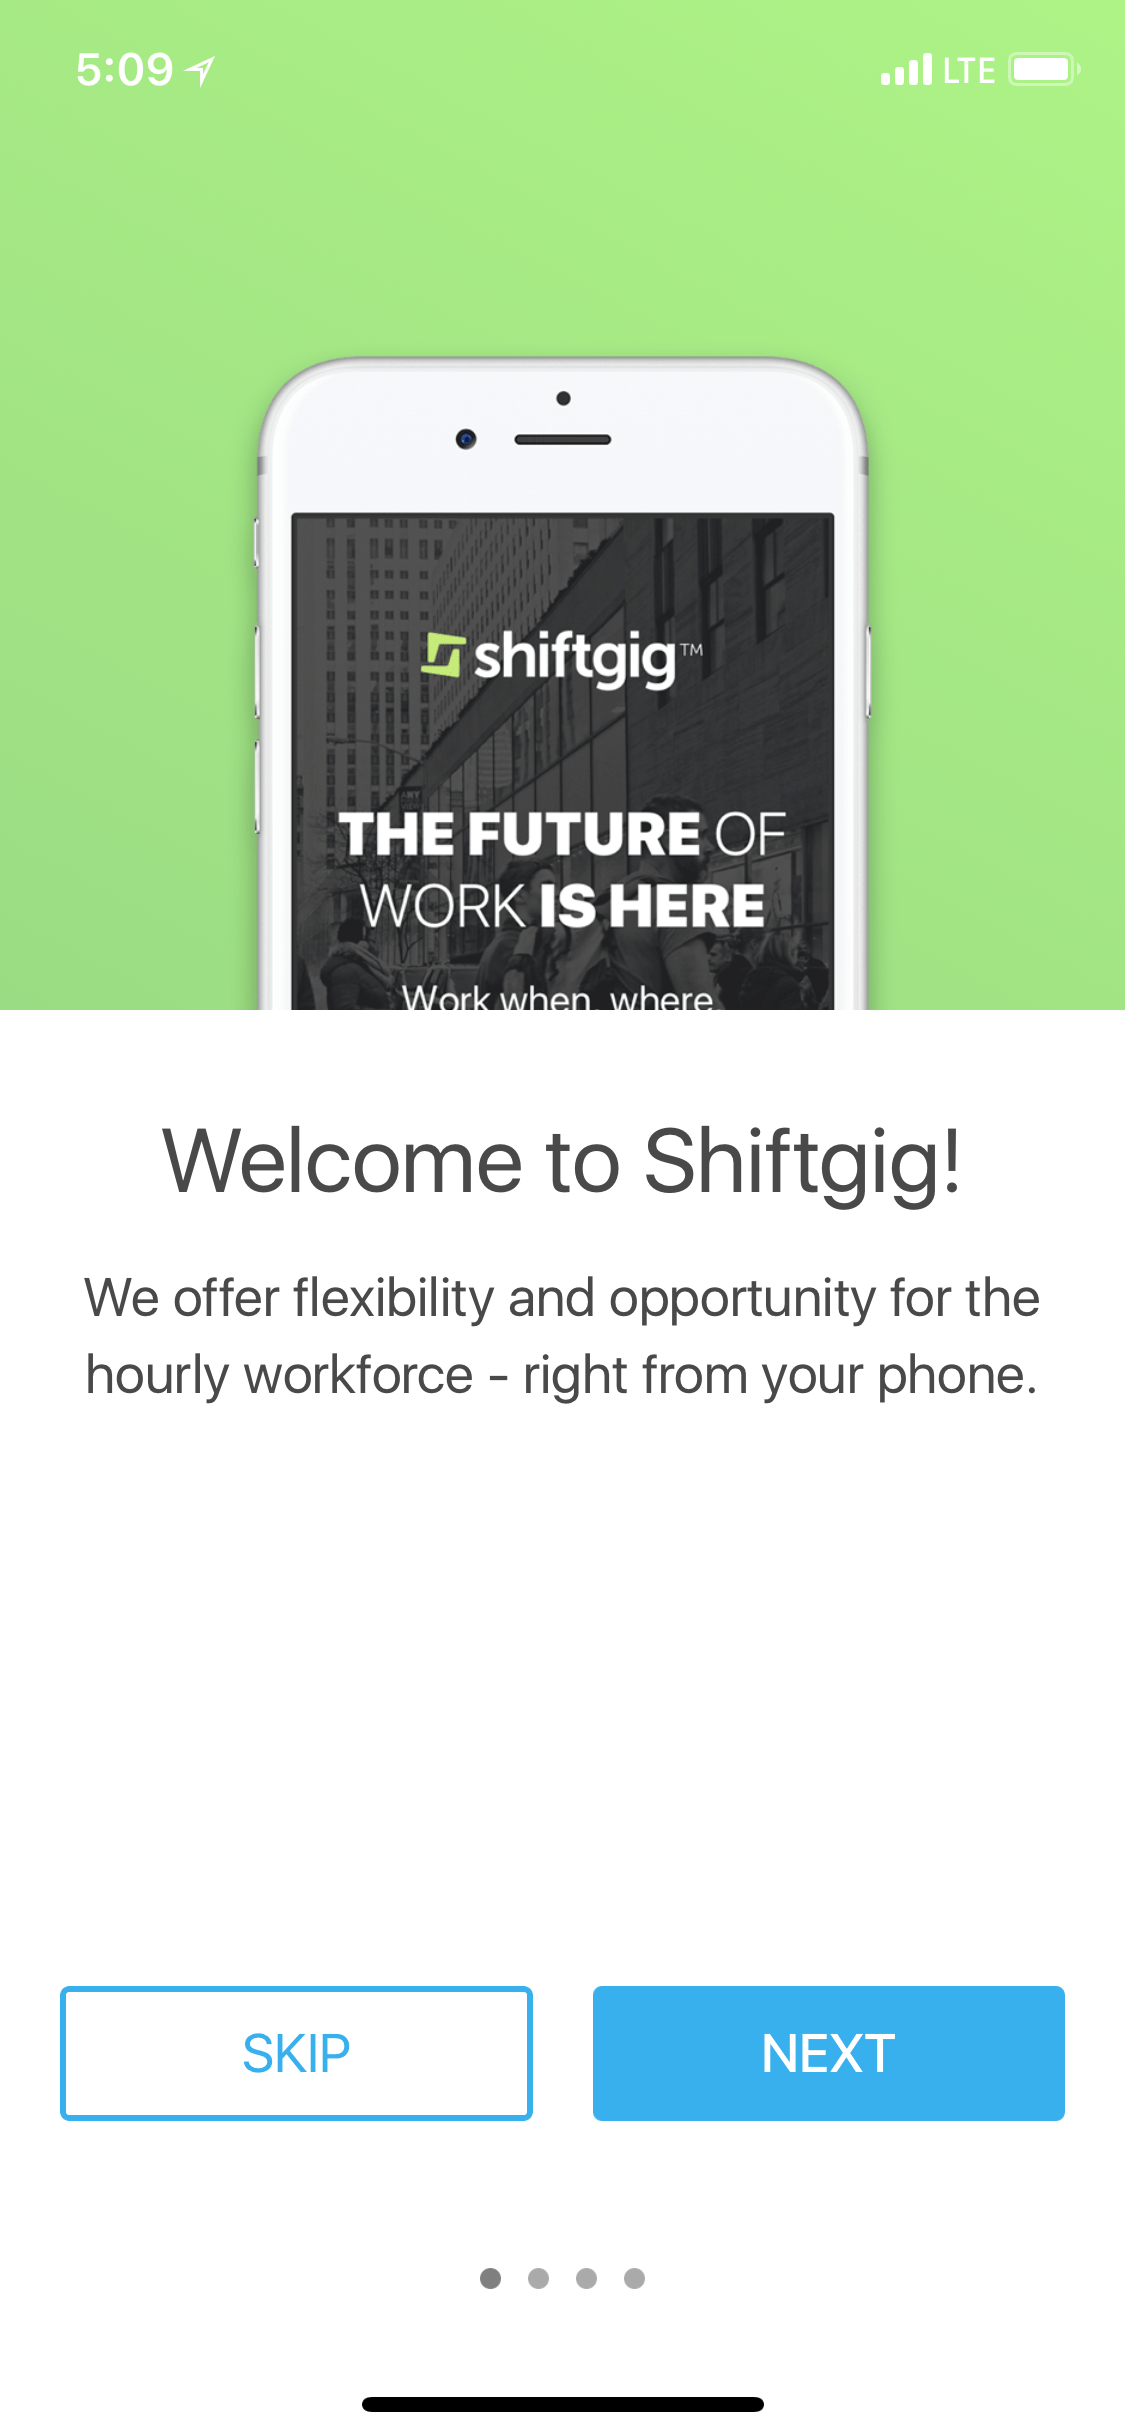 5:09
LTE
shiftgig™
THE FUTURE OF
WORK IS HERE
Work when, where
Welcome to Shiftgig!
We offer flexibility and opportunity for the
hourly workforce - right from your phone.
SKIP
NEXT